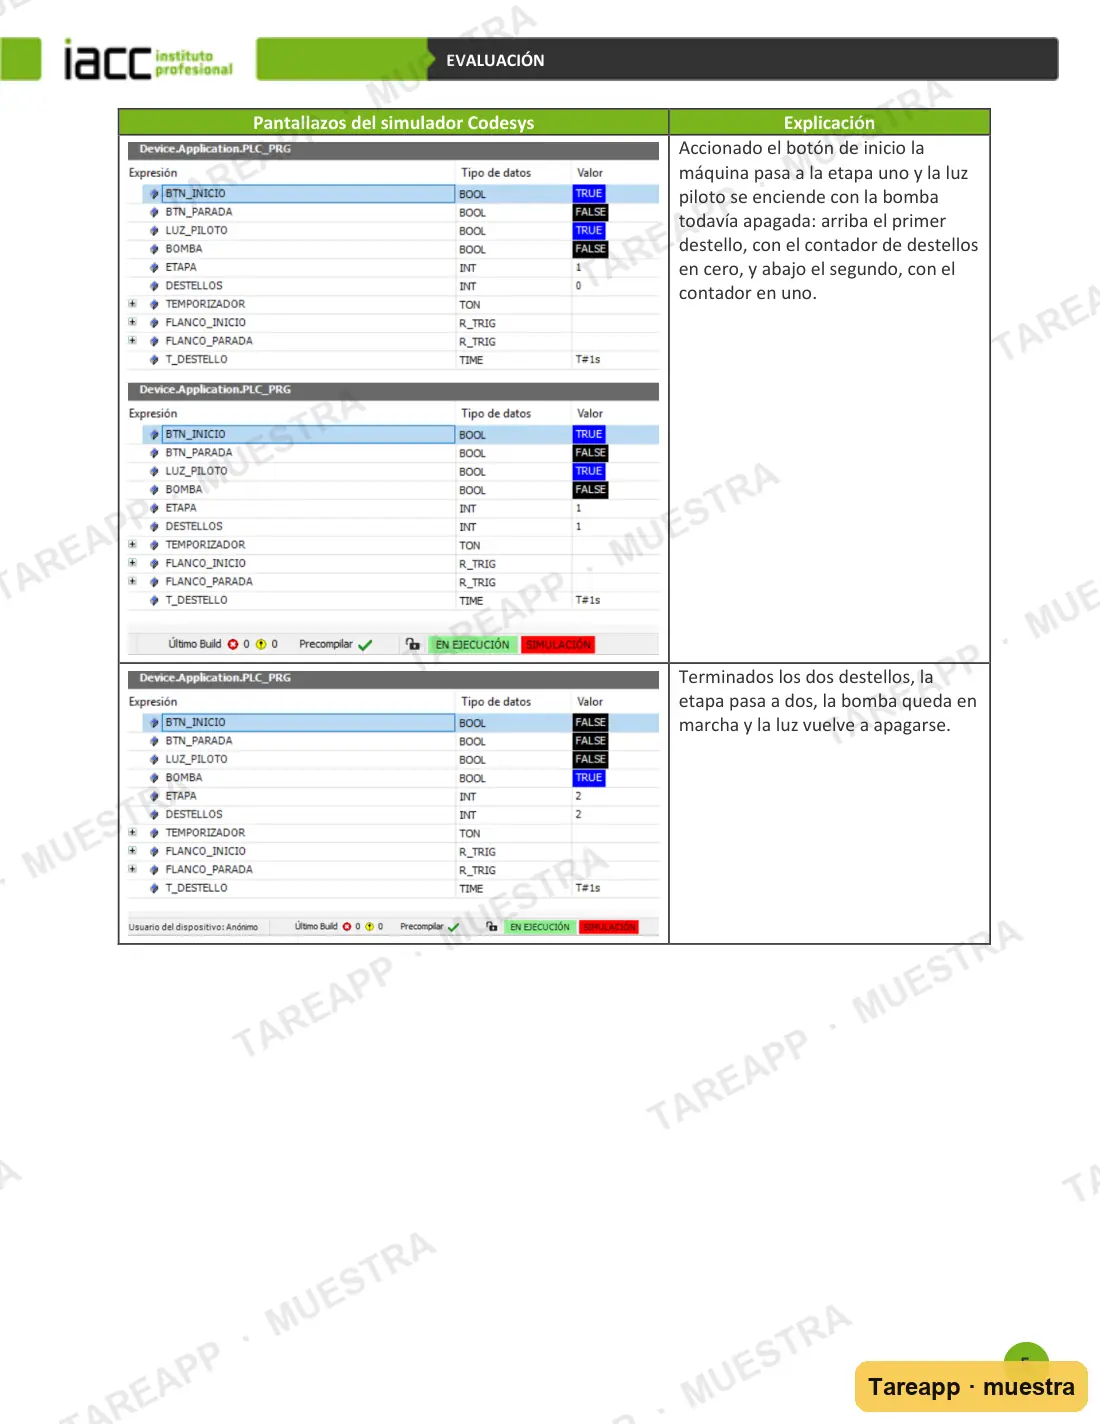 iacc instituto profesional
EVALUACIÓN
Pantallazos del simulador Codesys Explicación
Device.Application.PLC_PRG
Expresión Tipo de datos Valor
BTN_INICIO BOOL TRUE
BTN_PARADA BOOL FALSE
LUZ_PILOTO BOOL TRUE
BOMBA BOOL FALSE
ETAPA INT 1
DESTELLOS INT 0
TEMPORIZADOR TON
FLANCO_INICIO R_TRIG
FLANCO_PARADA R_TRIG
T_DESTELLO TIME T#1s
Device.Application.PLC_PRG
Expresión Tipo de datos Valor
BTN_INICIO BOOL TRUE
BTN_PARADA BOOL FALSE
LUZ_PILOTO BOOL TRUE
BOMBA BOOL FALSE
ETAPA INT 1
DESTELLOS INT 1
TEMPORIZADOR TON
FLANCO_INICIO R_TRIG
FLANCO_PARADA R_TRIG
T_DESTELLO TIME T#1s
Último Build 0 0 Precompilar EN EJECUCIÓN SIMULACIÓN
Accionado el botón de inicio la
máquina pasa a la etapa uno y la luz
piloto se enciende con la bomba
todavía apagada: arriba el primer
destello, con el contador de destellos
en cero, y abajo el segundo, con el
contador en uno.
Device.Application.PLC_PRG
Expresión Tipo de datos Valor
BTN_INICIO BOOL FALSE
BTN_PARADA BOOL FALSE
LUZ_PILOTO BOOL FALSE
BOMBA BOOL TRUE
ETAPA INT 2
DESTELLOS INT 2
TEMPORIZADOR TON
FLANCO_INICIO R_TRIG
FLANCO_PARADA R_TRIG
T_DESTELLO TIME T#1s
Usuario del dispositivo: Anónimo Último Build 0 0 Precompilar EN EJECUCIÓN SIMULACIÓN
Terminados los dos destellos, la
etapa pasa a dos, la bomba queda en
marcha y la luz vuelve a apagarse.
TAREAPP · MUESTRA
Tareapp · muestra